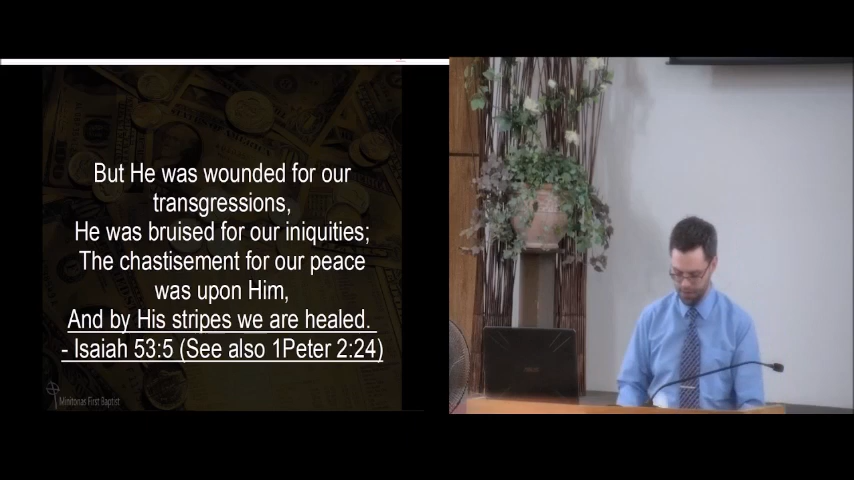 But He was wounded for our
transgressions,
He was bruised for our iniquities;
The chastisement for our peace
was upon Him,
And by His stripes we are healed.
- Isaiah 53:5 (See also 1Peter 2:24)
Minitonas First Baptist